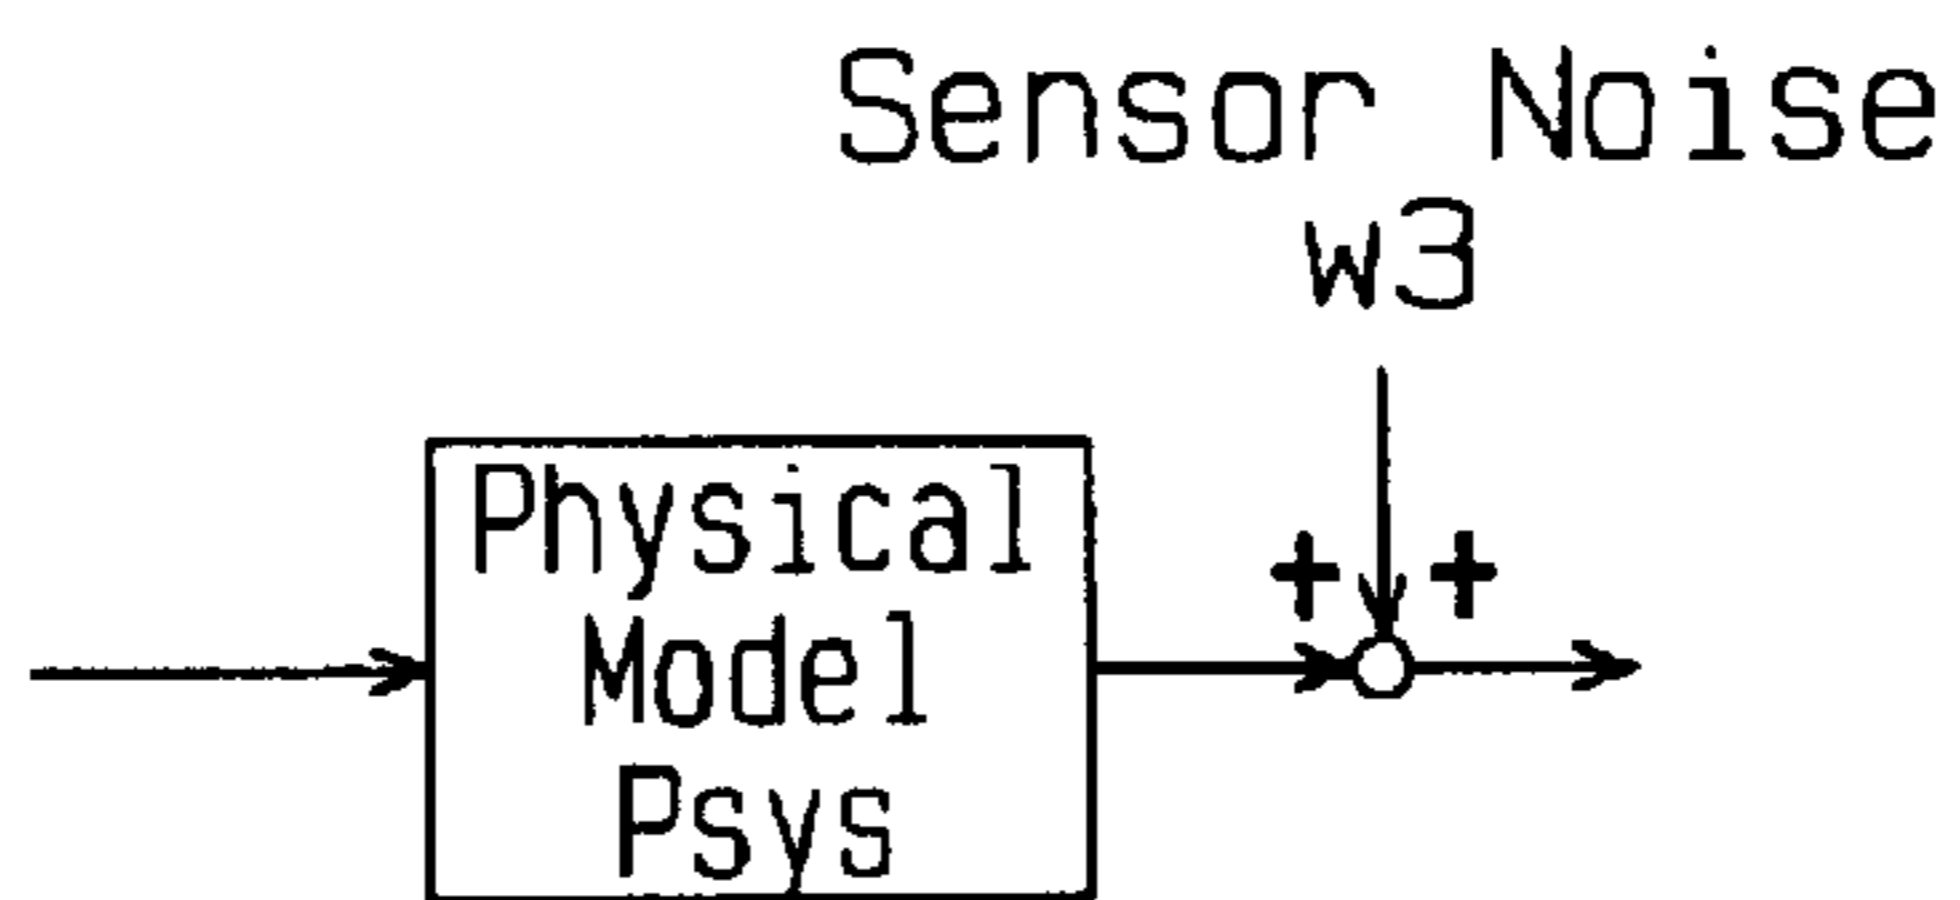 Sensor Noise
w3
+ +
Physical
Model
Psys